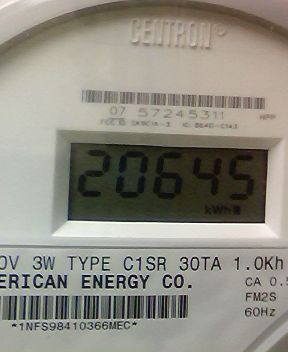 CENTRON®
07 57245311
20645
kWh
0V 3W TYPE C1SR 30TA 1.0Kh
ERICAN ENERGY CO.
CA 0.5
FM2S
60Hz
*1NFS98410366MEC*